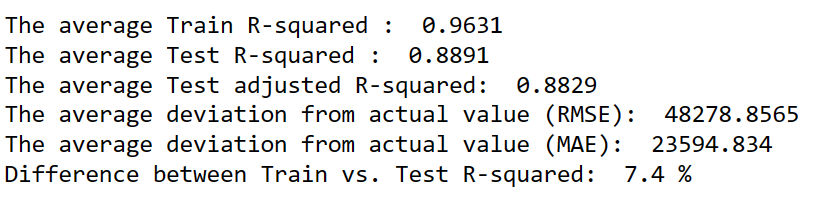 The average Train R-squared :  0.9631
The average Test R-squared :  0.8891
The average Test adjusted R-squared:  0.8829
The average deviation from actual value (RMSE):  48278.8565
The average deviation from actual value (MAE):  23594.834
Difference between Train vs. Test R-squared:  7.4 %